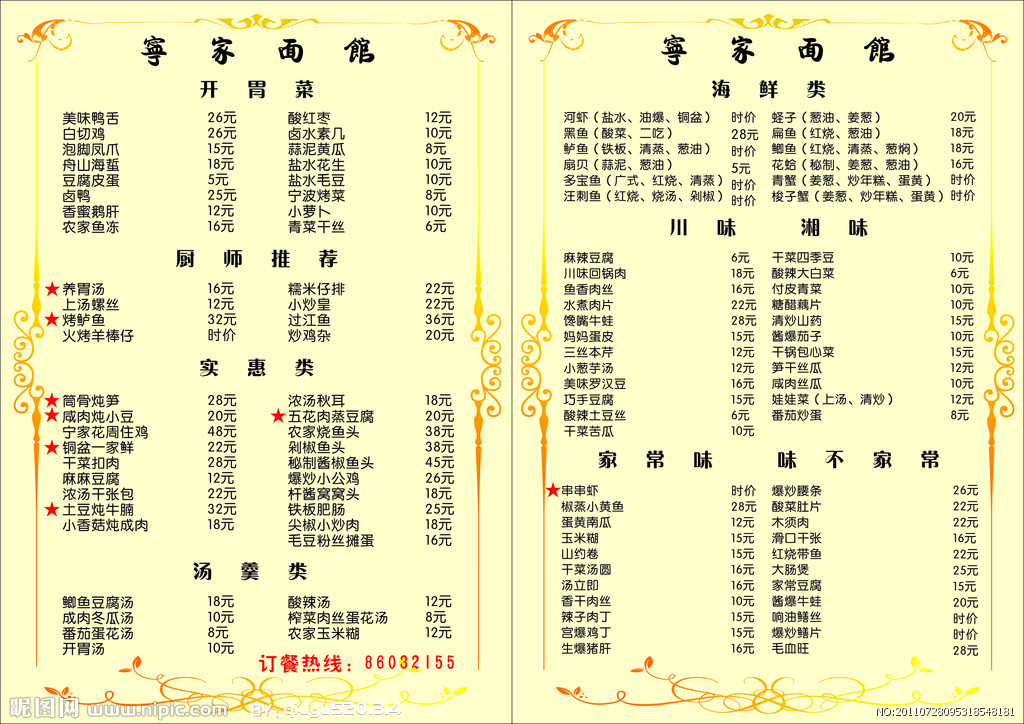 寧家面館
开胃菜
美味鸭舌 26元 酸红枣 12元
白切鸡 26元 卤水素几 10元
泡脚凤爪 15元 蒜泥黄瓜 8元
舟山海蜇 18元 盐水花生 10元
豆腐皮蛋 5元 盐水毛豆 10元
卤鸭 25元 宁波烤菜 8元
香蜜鹅肝 12元 小萝卜 10元
农家鱼冻 16元 青菜干丝 6元
厨师推荐
养胃汤 16元 糯米仔排 22元
上汤螺丝 12元 小炒皇 22元
烤鲈鱼 32元 过江鱼 36元
火烤羊棒仔 时价 炒鸡杂 20元
实惠类
筒骨炖笋 28元 浓汤秋耳 18元
咸肉炖小豆 20元 五花肉蒸豆腐 20元
宁家花周住鸡 48元 农家烧鱼头 38元
铜盆一家鲜 22元 剁椒鱼头 38元
干菜扣肉 28元 秘制酱椒鱼头 45元
麻麻豆腐 12元 爆炒小公鸡 26元
浓汤干张包 22元 杆酱窝窝头 18元
土豆炖牛腩 32元 铁板肥肠 25元
小香菇炖成肉 18元 尖椒小炒肉 18元
毛豆粉丝摊蛋 16元
汤羹类
鲫鱼豆腐汤 18元 酸辣汤 12元
成肉冬瓜汤 10元 榨菜肉丝蛋花汤 8元
番茄蛋花汤 8元 农家玉米糊 12元
开胃汤 10元
订餐热线：86032155
寧家面館
海鲜类
河虾（盐水、油爆、铜盆） 时价 蛏子（葱油、姜葱） 20元
黑鱼（酸菜、二吃） 28元 扁鱼（红烧、葱油） 18元
鲈鱼（铁板、清蒸、葱油） 时价 鲫鱼（红烧、清蒸、葱焖） 18元
扇贝（蒜泥、葱油） 5元 花蛤（秘制、姜葱、葱油） 16元
多宝鱼（广式、红烧、清蒸） 时价 青蟹（姜葱、炒年糕、蛋黄） 时价
汪刺鱼（红烧、烧汤、剁椒） 时价 梭子蟹（姜葱、炒年糕、蛋黄） 时价
川味 湘味
麻辣豆腐 6元 干菜四季豆 10元
川味回锅肉 18元 酸辣大白菜 6元
鱼香肉丝 16元 付皮青菜 10元
水煮肉片 22元 糖醋藕片 10元
馋嘴牛蛙 28元 清炒山药 15元
妈妈蛋皮 15元 酱爆茄子 10元
三丝本芹 12元 干锅包心菜 15元
小葱芋汤 12元 笋干丝瓜 12元
美味罗汉豆 16元 咸肉丝瓜 10元
巧手豆腐 15元 娃娃菜（上汤、清炒） 12元
酸辣土豆丝 6元 番茄炒蛋 8元
干菜苦瓜 10元
家常味 味不家常
串串虾 时价 爆炒腰条 26元
椒蒸小黄鱼 28元 酸菜肚片 22元
蛋黄南瓜 12元 木须肉 22元
玉米糊 15元 滑口干张 16元
山约卷 15元 红烧带鱼 22元
干菜汤圆 16元 大肠煲 25元
汤立即 16元 家常豆腐 15元
香干肉丝 10元 酱爆牛蛙 20元
辣子肉丁 15元 响油鳝丝 时价
宫爆鸡丁 15元 爆炒鳝片 时价
生爆猪肝 16元 毛血旺 28元
昵图网 www.nipic.com
NO:20110728095318548181